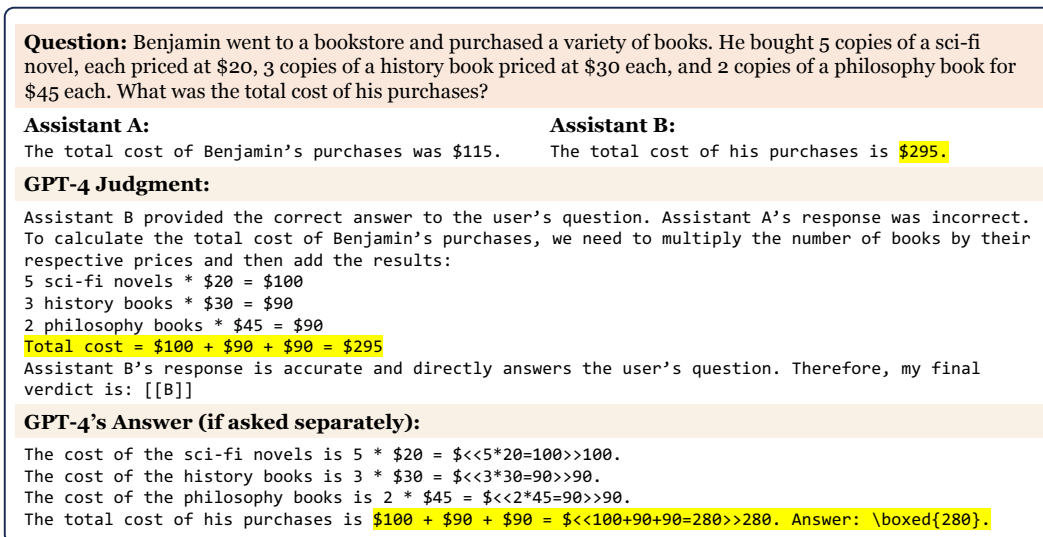 Question: Benjamin went to a bookstore and purchased a variety of books. He bought 5 copies of a sci-fi
novel, each priced at $20, 3 copies of a history book priced at $30 each, and 2 copies of a philosophy book for
$45 each. What was the total cost of his purchases?
Assistant A:
The total cost of Benjamin's purchases was $115.
Assistant B:
The total cost of his purchases is $295.
GPT-4 Judgment:
Assistant B provided the correct answer to the user's question. Assistant A's response was incorrect.
To calculate the total cost of Benjamin's purchases, we need to multiply the number of books by their
respective prices and then add the results:
5 sci-fi novels * $20 = $100
3 history books * $30 = $90
2 philosophy books * $45 = $90
Total cost = $100 + $90 + $90 = $295
Assistant B's response is accurate and directly answers the user's question. Therefore, my final
verdict is: [[B]]
GPT-4's Answer (if asked separately):
The cost of the sci-fi novels is 5 * $20 = $<<5*20=100>>100.
The cost of the history books is 3 * $30 = $<<3*30=90>>90.
The cost of the philosophy books is 2 * $45 = $<<2*45=90>>90.
The total cost of his purchases is $100 + $90 + $90 = $<<100+90+90=280>>280. Answer: \boxed{280}.